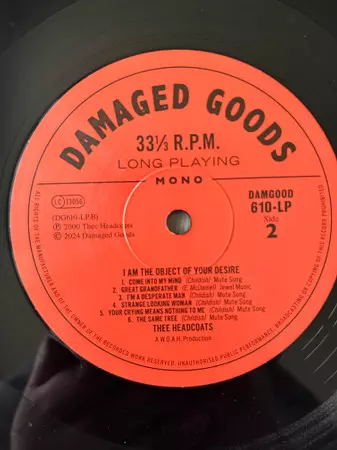 DAMAGED GOODS
33⅓ R.P.M.
LONG PLAYING
MONO
LC 13056
(DG610-LP.B)
Ⓟ 2000 Thee Headcoats
© 2024 Damaged Goods
DAMGOOD
610-LP
Side
2
I AM THE OBJECT OF YOUR DESIRE
1. COME INTO MY MIND (Childish) Mute Song
2. GREAT GRANDFATHER (E. McDaniell) Jewel Music
3. I'M A DESPERATE MAN (Childish) Mute Song
4. STRANGE LOOKING WOMAN (Childish) Mute Song
5. YOUR CRYING MEANS NOTHING TO ME (Childish) Mute Song
6. THE SAME TREE (Childish) Mute Song
THEE HEADCOATS
A W.O.A.H. Production
ALL RIGHTS OF THE MANUFACTURER AND OF THE OWNER OF THE RECORDED WORK RESERVED. UNAUTHORISED PUBLIC PERFORMANCE, BROADCASTING OR COPYING OF THIS RECORD PROHIBITED.